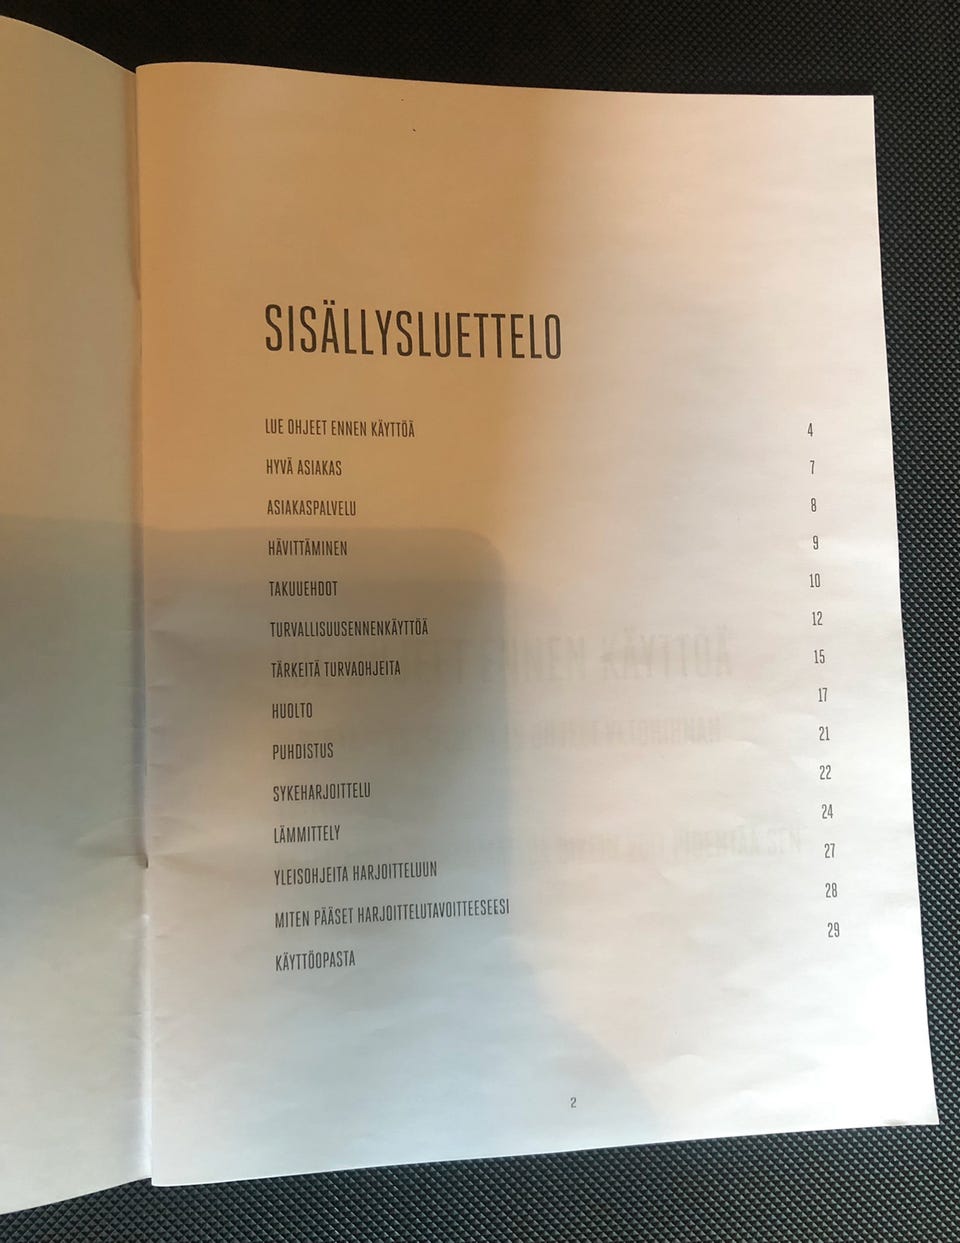 SISÄLLYSLUETTELO
LUE OHJEET ENNEN KÄYTTÖÄ 4
HYVÄ ASIAKAS 7
ASIAKASPALVELU 8
HÄVITTÄMINEN 9
TAKUUEHDOT 10
TURVALLISUUSENNENKÄYTTÖÄ 12
TÄRKEITÄ TURVAOHJEITA 15
HUOLTO 17
PUHDISTUS 21
SYKEHARJOITTELU 22
LÄMMITTELY 24
YLEISOHJEITA HARJOITTELUUN 27
MITEN PÄÄSET HARJOITTELUTAVOITTEESEESI 28
KÄYTTÖOPASTA 29
2